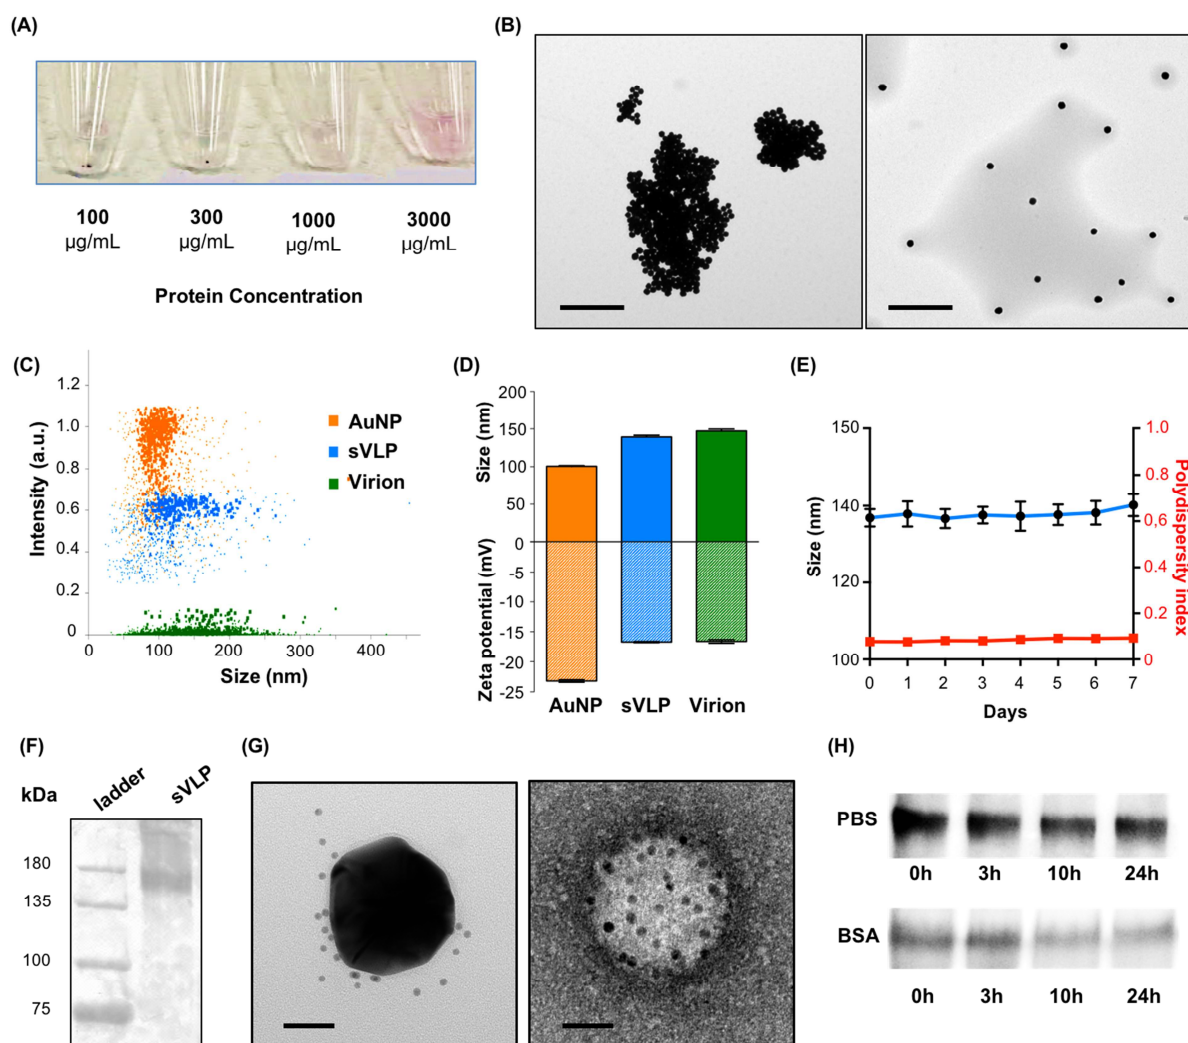 (A)
100 300 1000 3000
µg/mL µg/mL µg/mL µg/mL
Protein Concentration
(B)
(C)
Intensity (a.u.)
1.2
1.0
0.8
0.6
0.4
0.2
0
0 100 200 300 400
Size (nm)
AuNP
sVLP
Virion
(D)
Size (nm)
200
150
100
50
0
Zeta potential (mV)
-5
-10
-15
-20
-25
AuNP sVLP Virion
(E)
Size (nm)
150
140
120
100
Polydispersity index
1.0
0.8
0.6
0.4
0.2
0
0 1 2 3 4 5 6 7
Days
(F)
kDa ladder sVLP
180
135
100
75
(G)
(H)
PBS
0h 3h 10h 24h
BSA
0h 3h 10h 24h